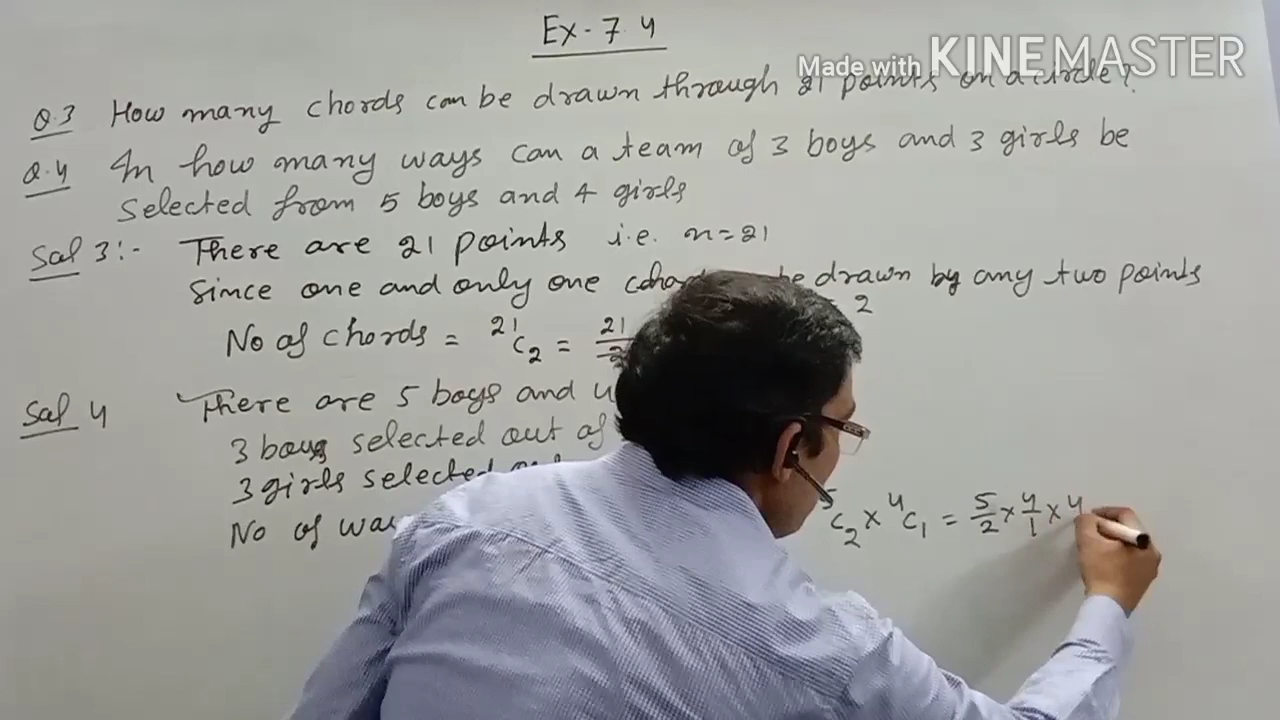 Ex-7.4
Made with KINEMASTER
Q.3 How many chords can be drawn through 21 points on a circle?
Q.4 In how many ways can a team of 3 boys and 3 girls be
selected from 5 boys and 4 girls
Sol 3:- There are 21 points i.e. n=21
Since one and only one be drawn by any two points
No of chords = ²¹C₂ = 21 2
Sol 4 There are 5 boys and 4
3 boys selected out of
3 girls selected
No of
⁵C₂ × ⁴C₁ = 5/2 × 4/1 × 4